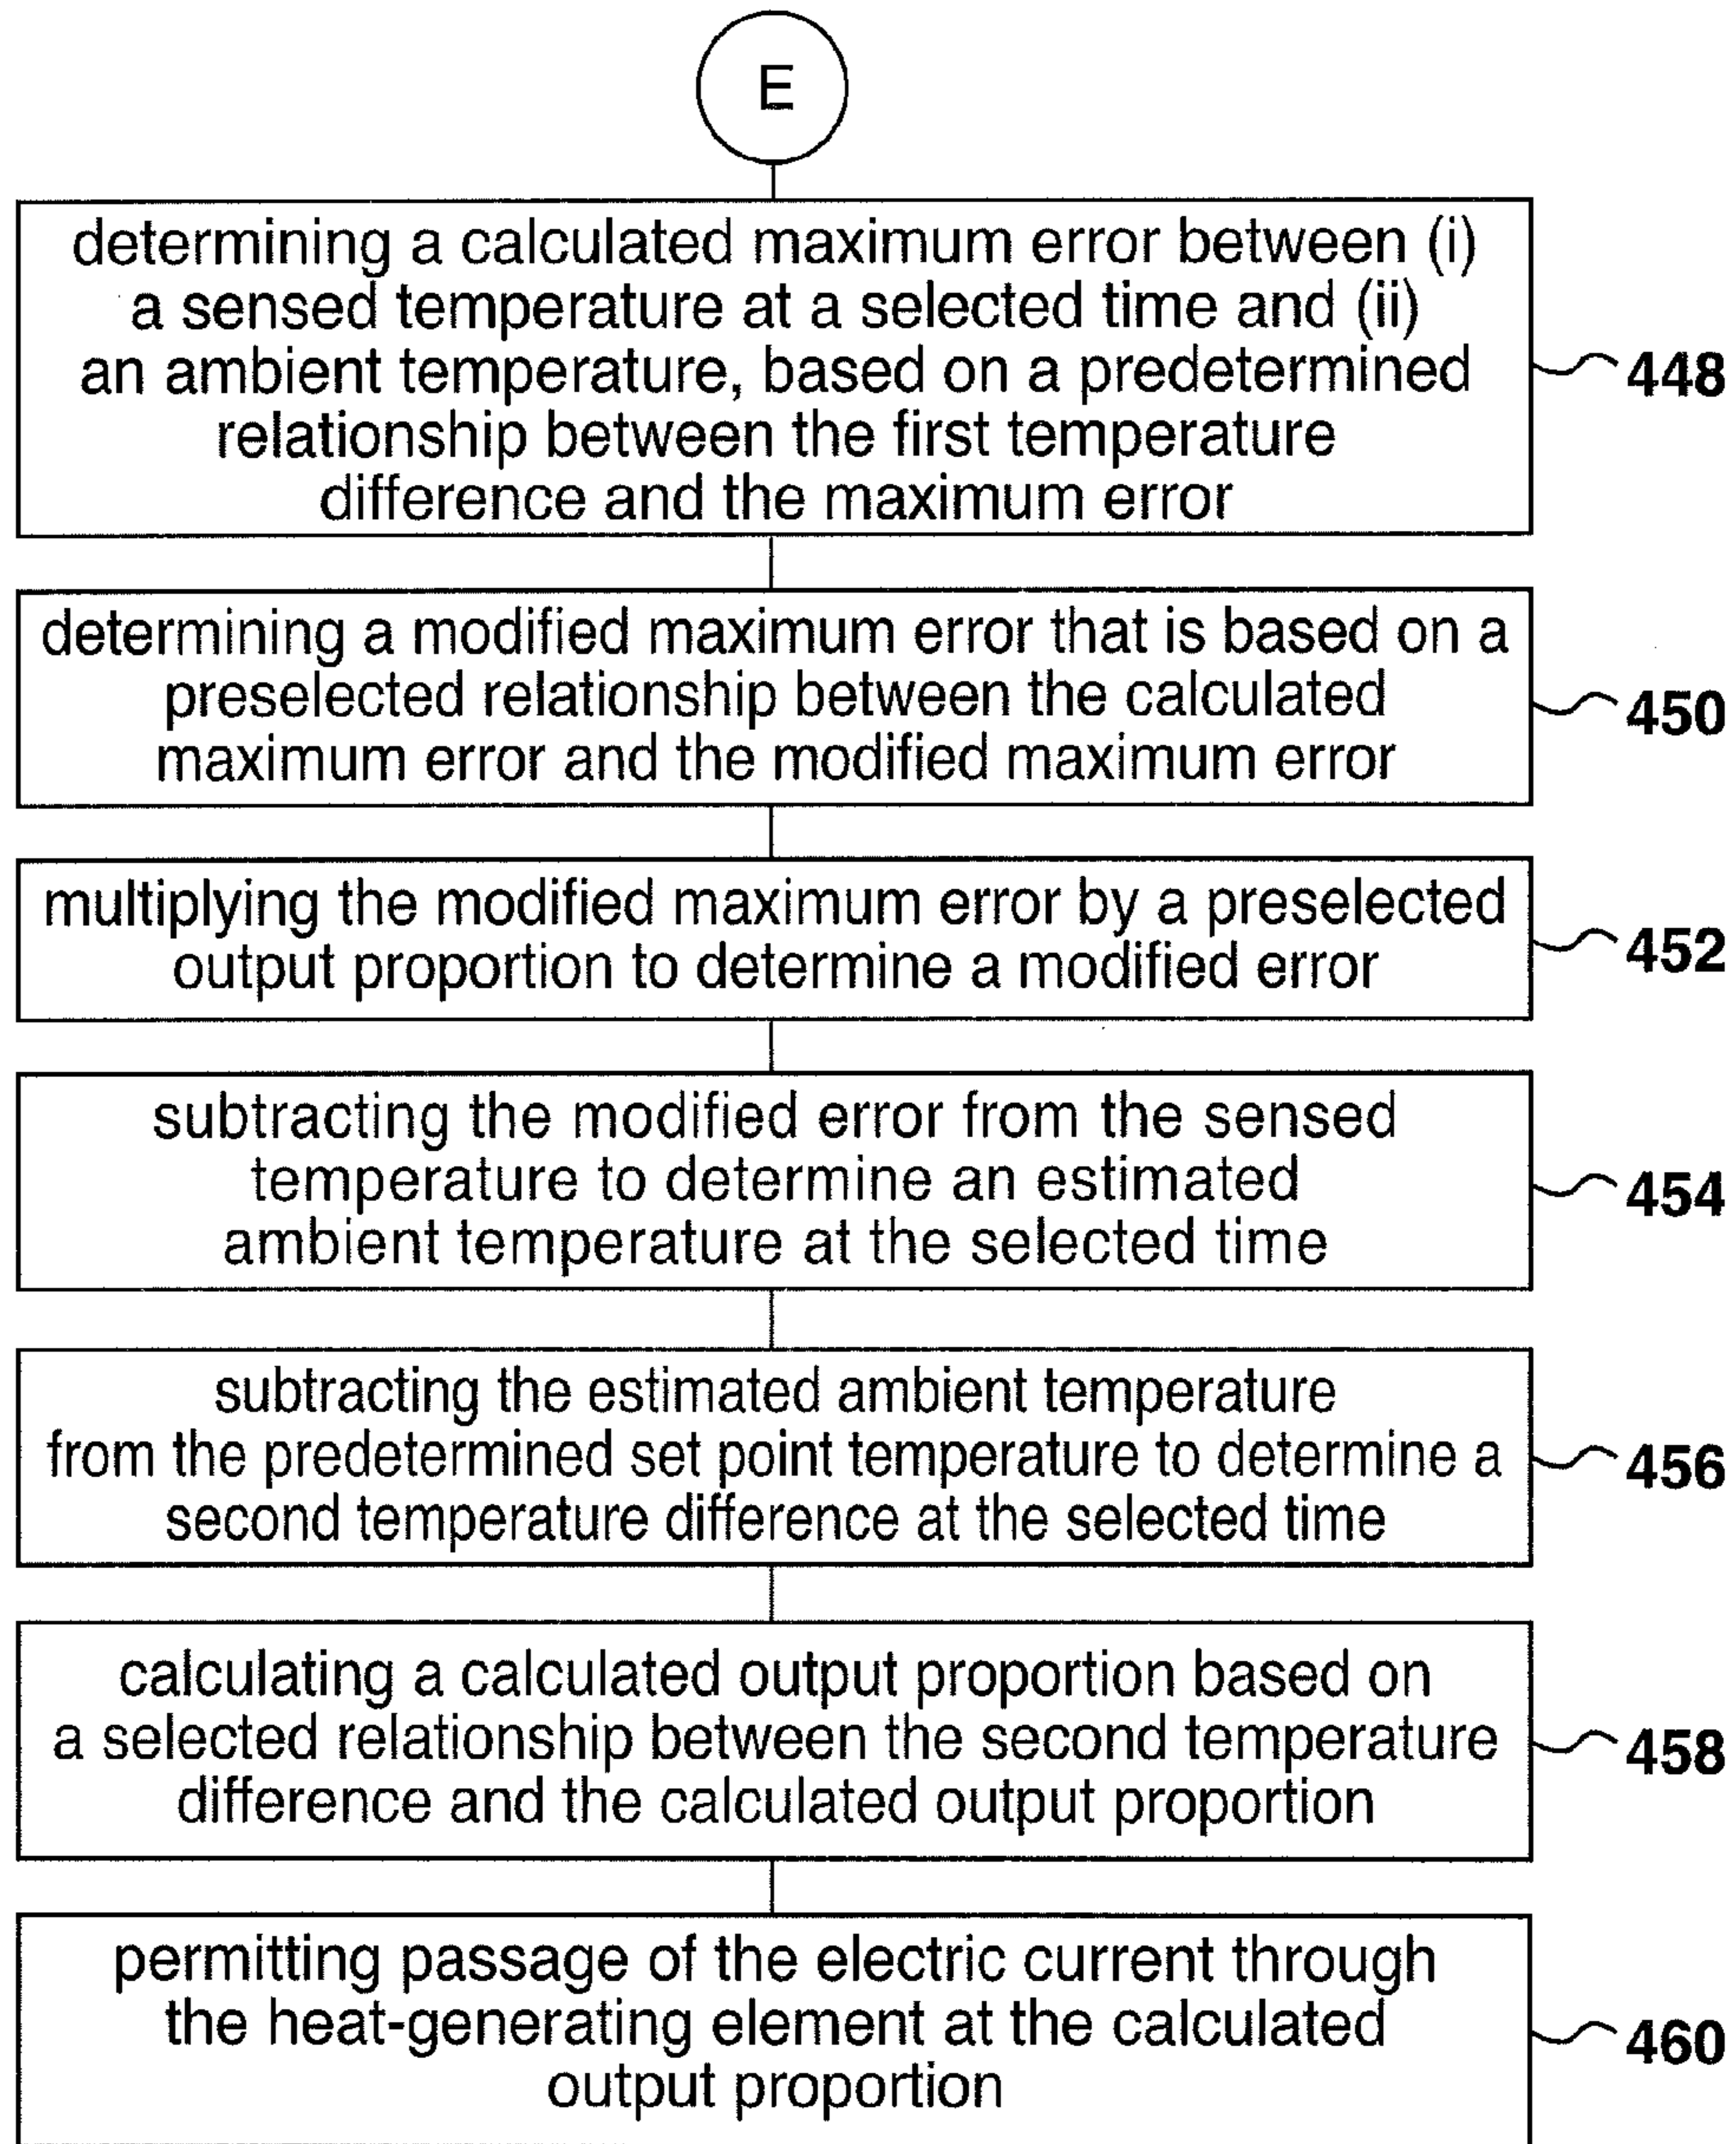 E
determining a calculated maximum error between (i)
a sensed temperature at a selected time and (ii)
an ambient temperature, based on a predetermined
relationship between the first temperature
difference and the maximum error
448
determining a modified maximum error that is based on a
preselected relationship between the calculated
maximum error and the modified maximum error
450
multiplying the modified maximum error by a preselected
output proportion to determine a modified error
452
subtracting the modified error from the sensed
temperature to determine an estimated
ambient temperature at the selected time
454
subtracting the estimated ambient temperature
from the predetermined set point temperature to determine a
second temperature difference at the selected time
456
calculating a calculated output proportion based on
a selected relationship between the second temperature
difference and the calculated output proportion
458
permitting passage of the electric current through
the heat-generating element at the calculated
output proportion
460